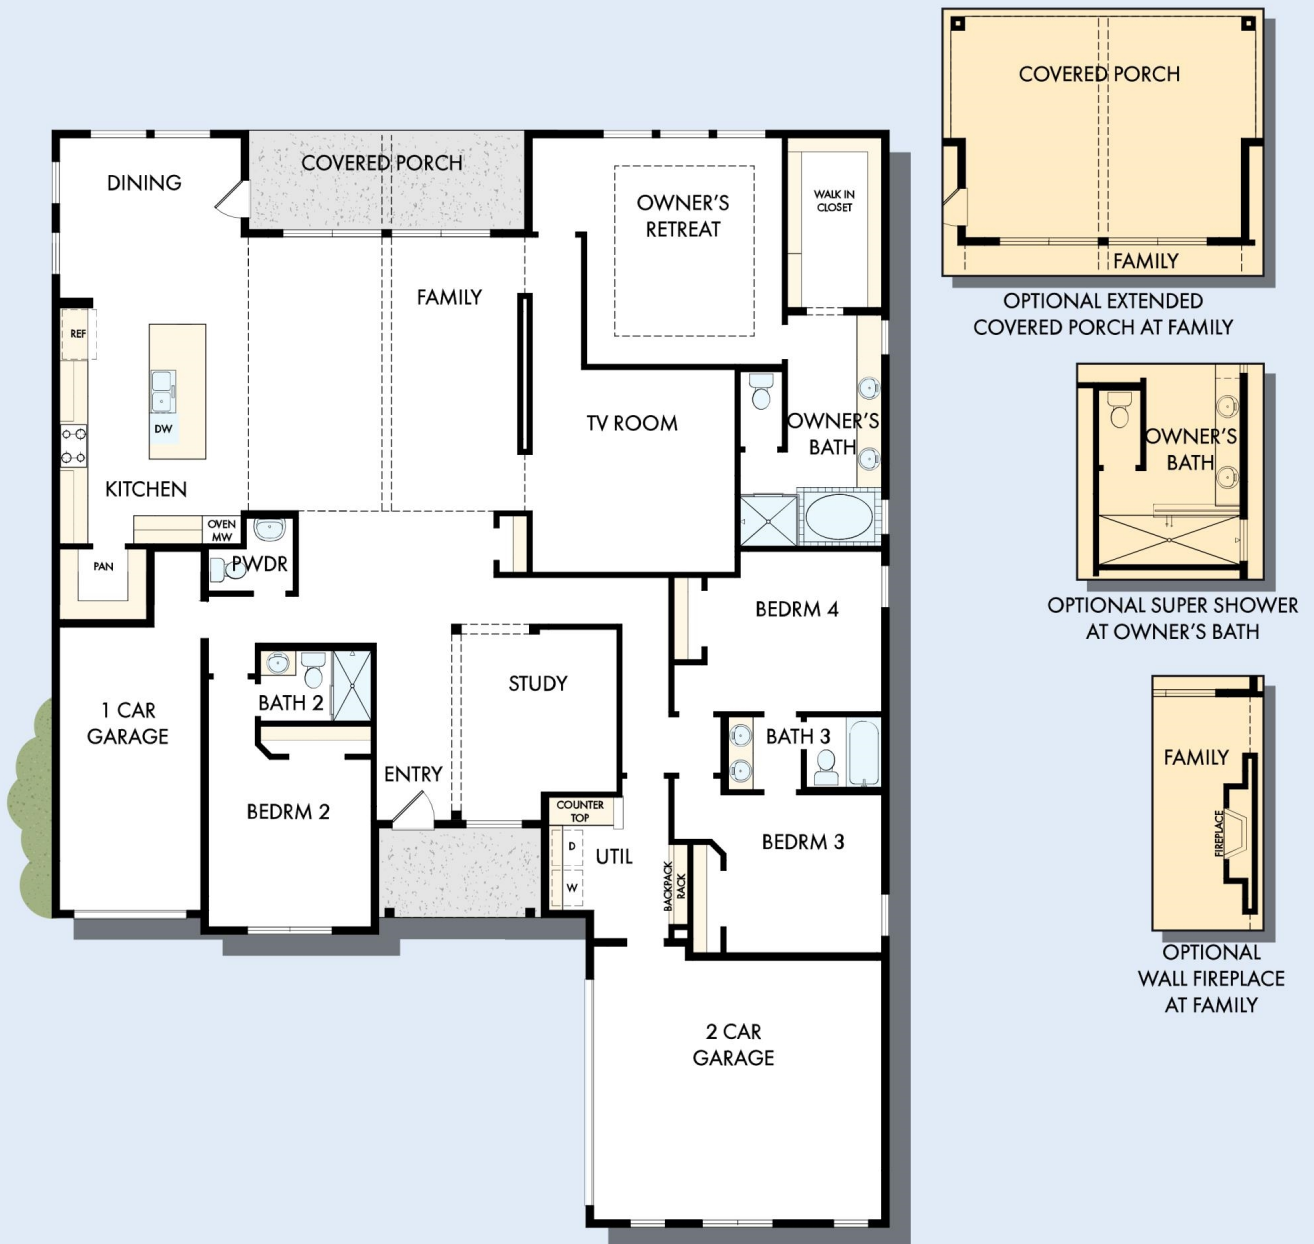 COVERED PORCH
DINING
OWNER'S
RETREAT
WALK IN
CLOSET
FAMILY
REF
DW
KITCHEN
TV ROOM
OWNER'S
BATH
OVEN
MW
PAN
PWDR
BEDRM 4
STUDY
1 CAR
GARAGE
BATH 2
BATH 3
ENTRY
BEDRM 2
COUNTER
TOP
D
W
UTIL
BACKPACK
RACK
BEDRM 3
2 CAR
GARAGE
COVERED PORCH
FAMILY
OPTIONAL EXTENDED
COVERED PORCH AT FAMILY
OWNER'S
BATH
OPTIONAL SUPER SHOWER
AT OWNER'S BATH
FAMILY
FIREPLACE
OPTIONAL
WALL FIREPLACE
AT FAMILY